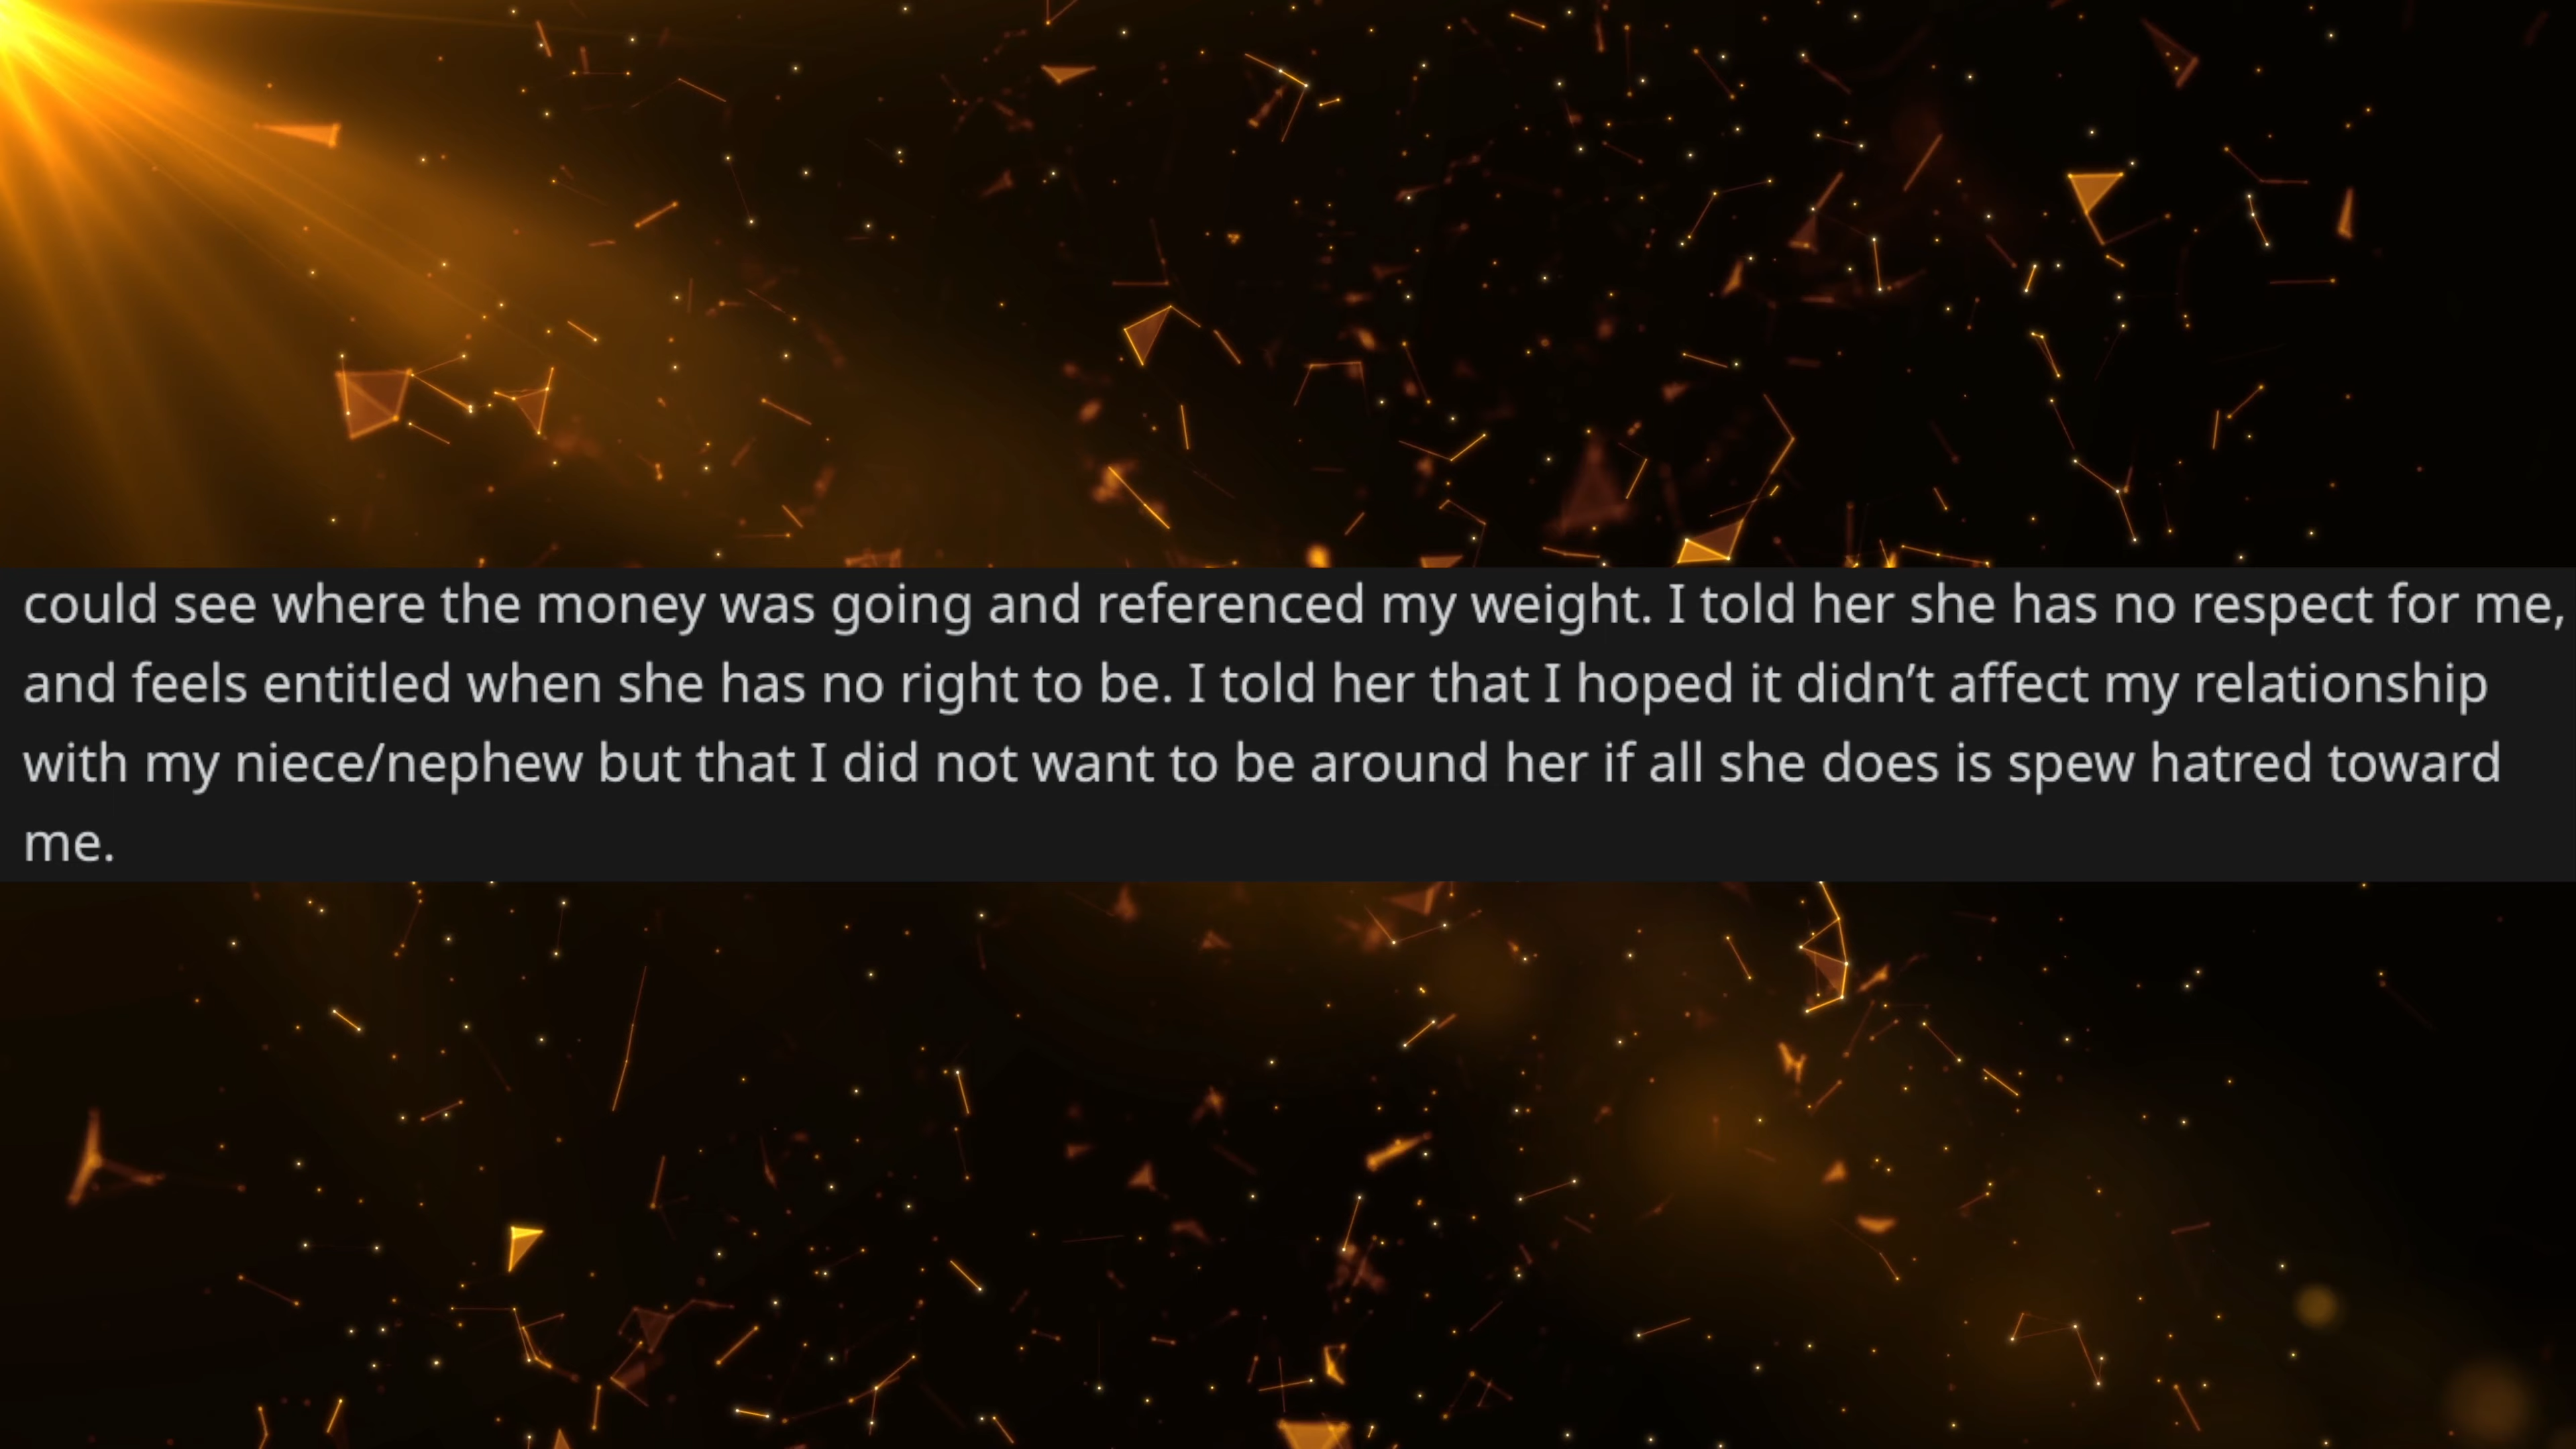 could see where the money was going and referenced my weight. I told her she has no respect for me,
and feels entitled when she has no right to be. I told her that I hoped it didn’t affect my relationship
with my niece/nephew but that I did not want to be around her if all she does is spew hatred toward
me.